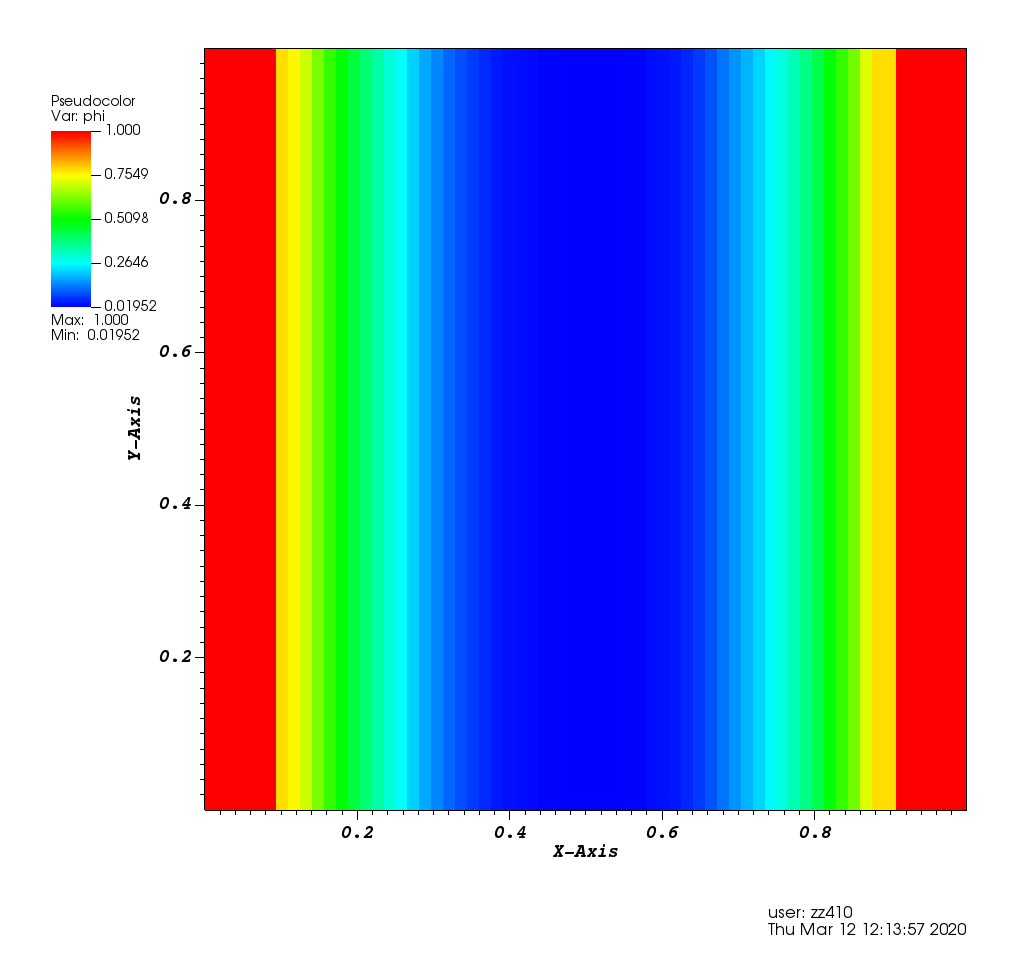 Pseudocolor
Var: phi
1.000
0.7549
0.5098
0.2646
0.01952
Max: 1.000
Min: 0.01952
0.8
0.6
0.4
0.2
Y-Axis
0.2 0.4 0.6 0.8
X-Axis
user: zz410
Thu Mar 12 12:13:57 2020